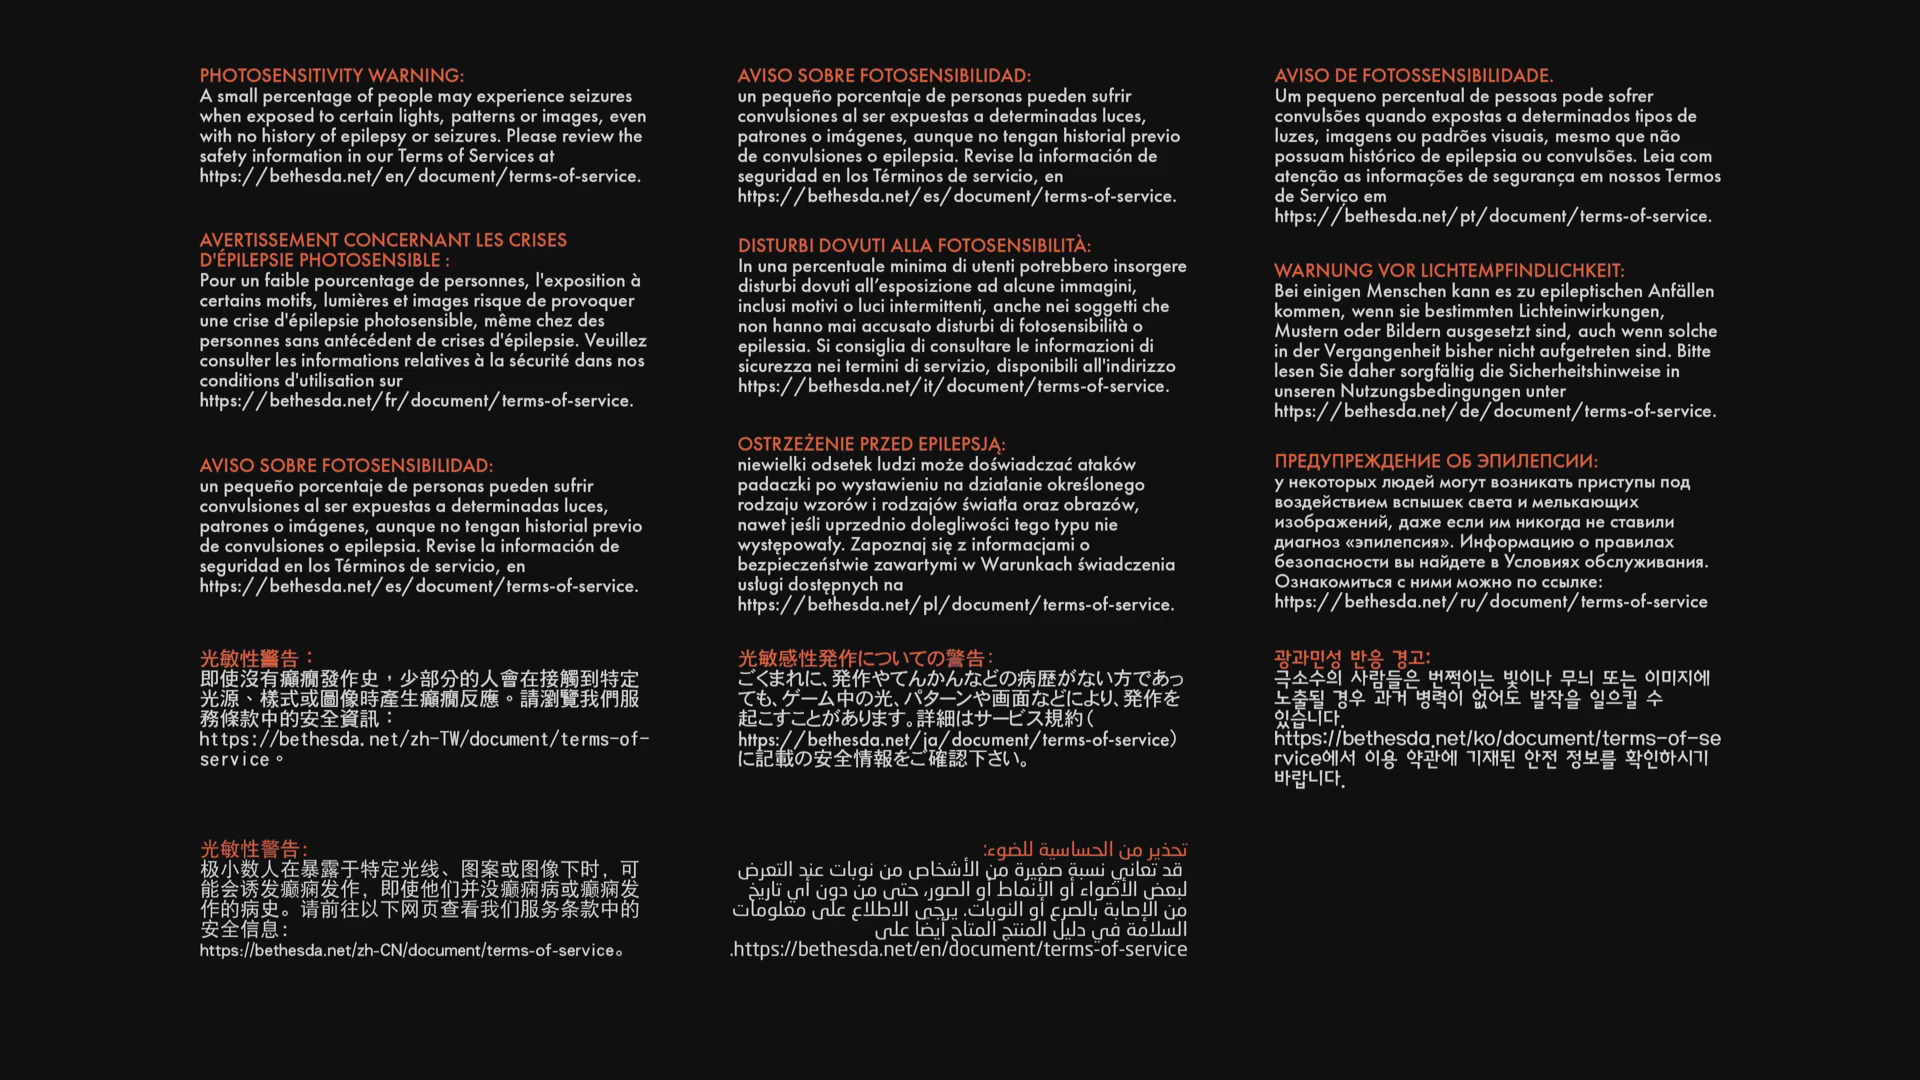 PHOTOSENSITIVITY WARNING:
A small percentage of people may experience seizures
when exposed to certain lights, patterns or images, even
with no history of epilepsy or seizures. Please review the
safety information in our Terms of Services at
https://bethesda.net/en/document/terms-of-service.
AVERTISSEMENT CONCERNANT LES CRISES
D'ÉPILEPSIE PHOTOSENSIBLE :
Pour un faible pourcentage de personnes, l'exposition à
certains motifs, lumières et images risque de provoquer
une crise d'épilepsie photosensible, même chez des
personnes sans antécédent de crises d'épilepsie. Veuillez
consulter les informations relatives à la sécurité dans nos
conditions d'utilisation sur
https://bethesda.net/fr/document/terms-of-service.
AVISO SOBRE FOTOSENSIBILIDAD:
un pequeño porcentaje de personas pueden sufrir
convulsiones al ser expuestas a determinadas luces,
patrones o imágenes, aunque no tengan historial previo
de convulsiones o epilepsia. Revise la información de
seguridad en los Términos de servicio, en
https://bethesda.net/es/document/terms-of-service.
光敏性警告：
即使沒有癲癇發作史，少部分的人會在接觸到特定
光源、樣式或圖像時產生癲癇反應。請瀏覽我們服
務條款中的安全資訊：
https://bethesda.net/zh-TW/document/terms-of-
service。
光敏性警告:
极小数人在暴露于特定光线、图案或图像下时，可
能会诱发癫痫发作，即使他们并没癫痫病或癫痫发
作的病史。请前往以下网页查看我们服务条款中的
安全信息:
https://bethesda.net/zh-CN/document/terms-of-service。
AVISO SOBRE FOTOSENSIBILIDAD:
un pequeño porcentaje de personas pueden sufrir
convulsiones al ser expuestas a determinadas luces,
patrones o imágenes, aunque no tengan historial previo
de convulsiones o epilepsia. Revise la información de
seguridad en los Términos de servicio, en
https://bethesda.net/es/document/terms-of-service.
DISTURBI DOVUTI ALLA FOTOSENSIBILITÀ:
In una percentuale minima di utenti potrebbero insorgere
disturbi dovuti all’esposizione ad alcune immagini,
inclusi motivi o luci intermittenti, anche nei soggetti che
non hanno mai accusato disturbi di fotosensibilità o
epilessia. Si consiglia di consultare le informazioni di
sicurezza nei termini di servizio, disponibili all'indirizzo
https://bethesda.net/it/document/terms-of-service.
OSTRZEŻENIE PRZED EPILEPSJĄ:
niewielki odsetek ludzi może doświadczać ataków
padaczki po wystawieniu na działanie określonego
rodzaju wzorów i rodzajów światła oraz obrazów,
nawet jeśli uprzednio dolegliwości tego typu nie
występowały. Zapoznaj się z informacjami o
bezpieczeństwie zawartymi w Warunkach świadczenia
usługi dostępnych na
https://bethesda.net/pl/document/terms-of-service.
光敏感性発作についての警告:
ごくまれに、発作やてんかんなどの病歴がない方であっ
ても、ゲーム中の光、パターンや画面などにより、発作を
起こすことがあります。詳細はサービス規約（
https://bethesda.net/ja/document/terms-of-service）
に記載の安全情報をご確認下さい。
تحذير من الحساسية للضوء:
قد تعاني نسبة صغيرة من الأشخاص من نوبات عند التعرض
لبعض الأضواء أو الأنماط أو الصور، حتى من دون أي تاريخ
من الإصابة بالصرع أو النوبات. يرجى الاطلاع على معلومات
السلامة في دليل المنتج المتاح أيضًا على
https://bethesda.net/en/document/terms-of-service.
AVISO DE FOTOSSENSIBILIDADE.
Um pequeno percentual de pessoas pode sofrer
convulsões quando expostas a determinados tipos de
luzes, imagens ou padrões visuais, mesmo que não
possuam histórico de epilepsia ou convulsões. Leia com
atenção as informações de segurança em nossos Termos
de Serviço em
https://bethesda.net/pt/document/terms-of-service.
WARNUNG VOR LICHTEMPFINDLICHKEIT:
Bei einigen Menschen kann es zu epileptischen Anfällen
kommen, wenn sie bestimmten Lichteinwirkungen,
Mustern oder Bildern ausgesetzt sind, auch wenn solche
in der Vergangenheit bisher nicht aufgetreten sind. Bitte
lesen Sie daher sorgfältig die Sicherheitshinweise in
unseren Nutzungsbedingungen unter
https://bethesda.net/de/document/terms-of-service.
ПРЕДУПРЕЖДЕНИЕ ОБ ЭПИЛЕПСИИ:
у некоторых людей могут возникать приступы под
воздействием вспышек света и мелькающих
изображений, даже если им никогда не ставили
диагноз «эпилепсия». Информацию о правилах
безопасности вы найдете в Условиях обслуживания.
Ознакомиться с ними можно по ссылке:
https://bethesda.net/ru/document/terms-of-service
광과민성 반응 경고:
극소수의 사람들은 번쩍이는 빛이나 무늬 또는 이미지에
노출될 경우 과거 병력이 없어도 발작을 일으킬 수
있습니다.
https://bethesda.net/ko/document/terms-of-se
rvice에서 이용 약관에 기재된 안전 정보를 확인하시기
바랍니다.